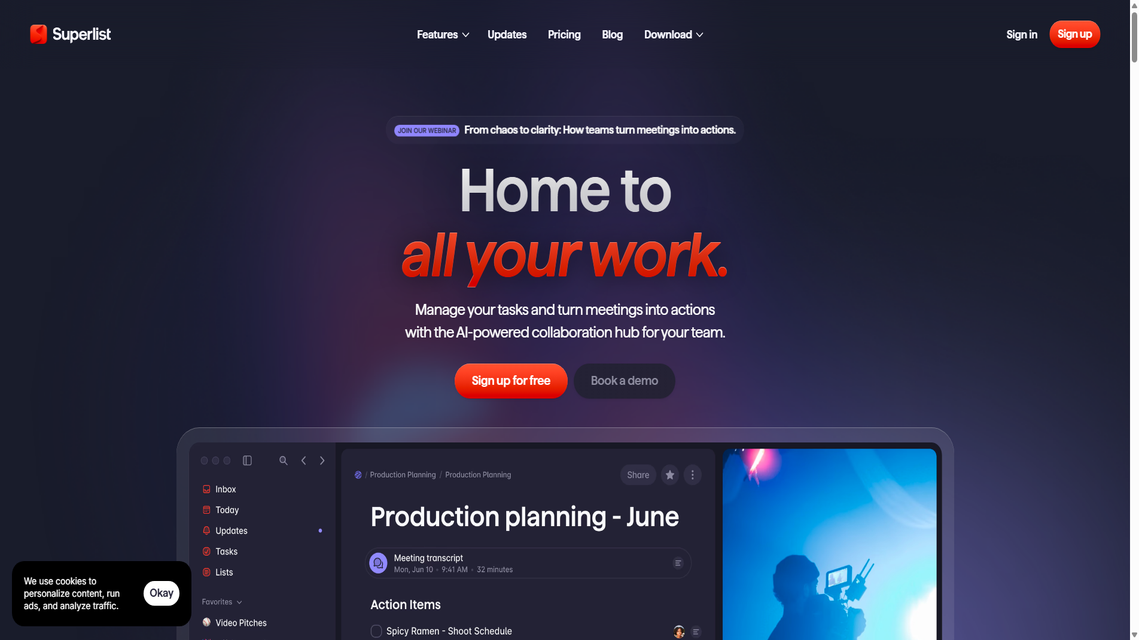 Superlist
Features
Updates
Pricing
Blog
Download
Sign in
Sign up
JOIN OUR WEBINAR From chaos to clarity: How teams turn meetings into actions.
Home to
all your work.
Manage your tasks and turn meetings into actions
with the AI-powered collaboration hub for your team.
Sign up for free
Book a demo
Inbox
Today
Updates
Tasks
Lists
Favorites
Video Pitches
/ Production Planning / Production Planning
Share
Production planning - June
Meeting transcript
Mon, Jun 10 · 9:41 AM · 32 minutes
Action Items
Spicy Ramen - Shoot Schedule
We use cookies to
personalize content, run
ads, and analyze traffic.
Okay